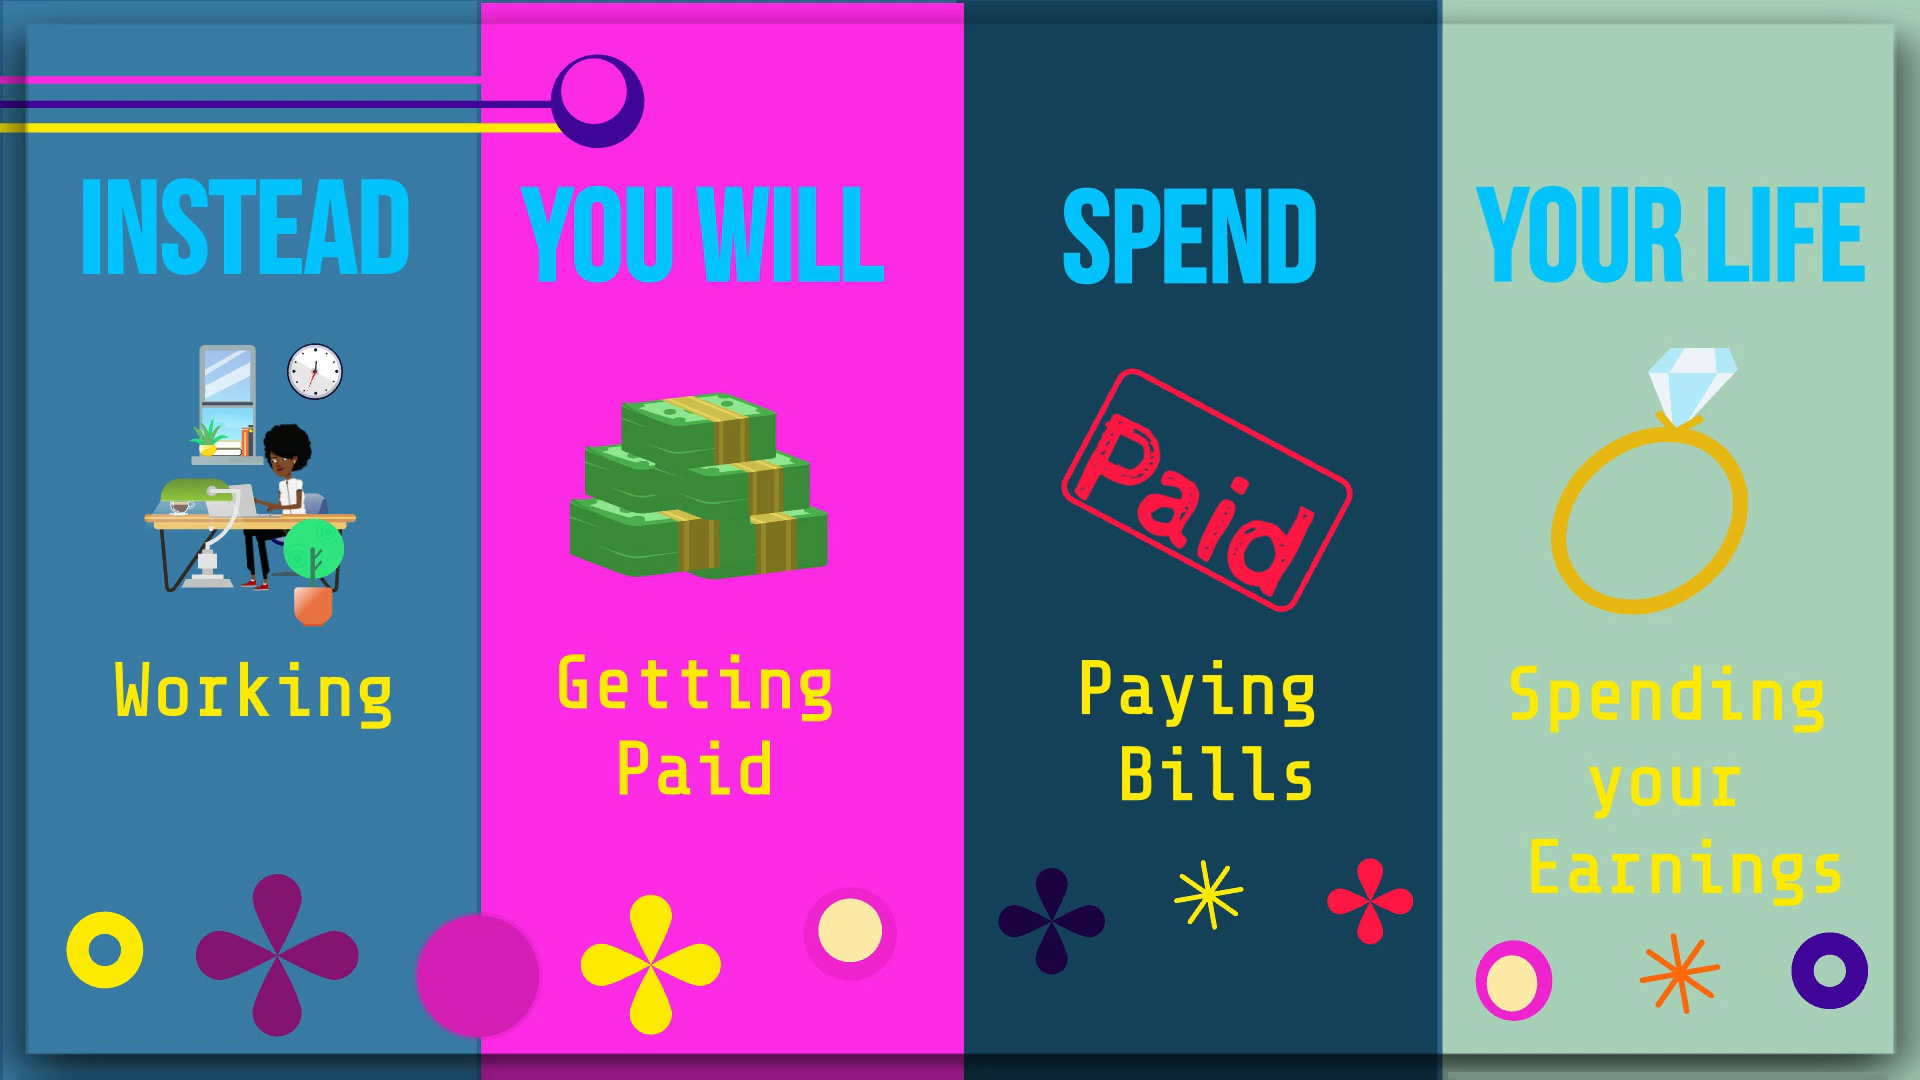 INSTEAD
YOU WILL
SPEND
YOUR LIFE
Paid
Working
Getting
Paid
Paying
Bills
Spending
your
Earnings